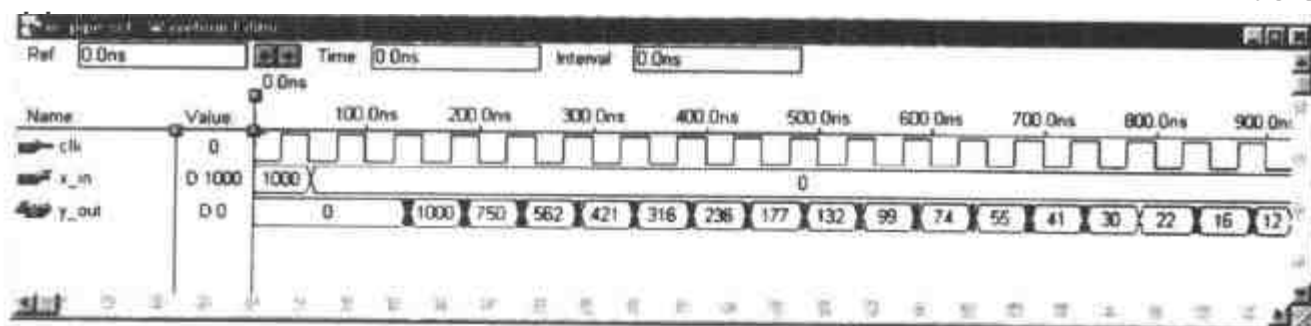 Ref 0.0ns Time 0.0ns Interval 0.0ns
0.0ns
Name Value 100.0ns 200.0ns 300.0ns 400.0ns 500.0ns 600.0ns 700.0ns 800.0ns 900.0ns
clk 0
x_in D 1000 1000 0
y_out D 0 0 1000 750 562 421 316 236 177 132 99 74 55 41 30 22 16 12